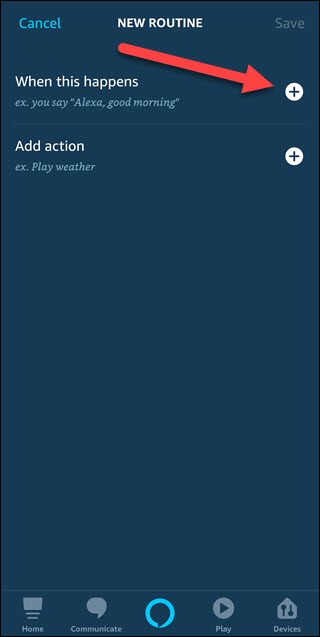 Cancel NEW ROUTINE Save
When this happens
ex. you say "Alexa, good morning"
Add action
ex. Play weather
Home Communicate Play Devices